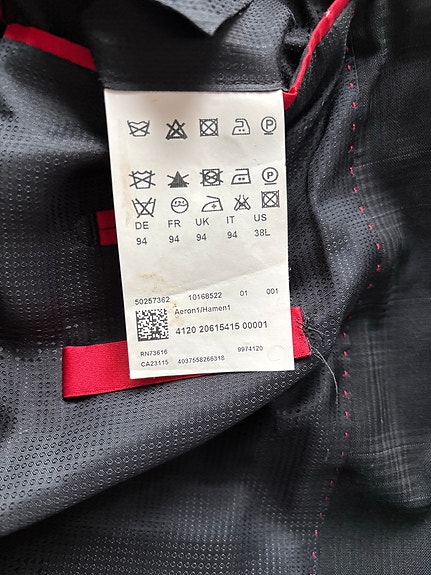 P
P
DE FR UK IT US
94 94 94 94 38L
50257362 10168522 01 001
Aeron1/Hamen1
4120 20615415 00001
RN73616 9974120
CA23115 4037558266318